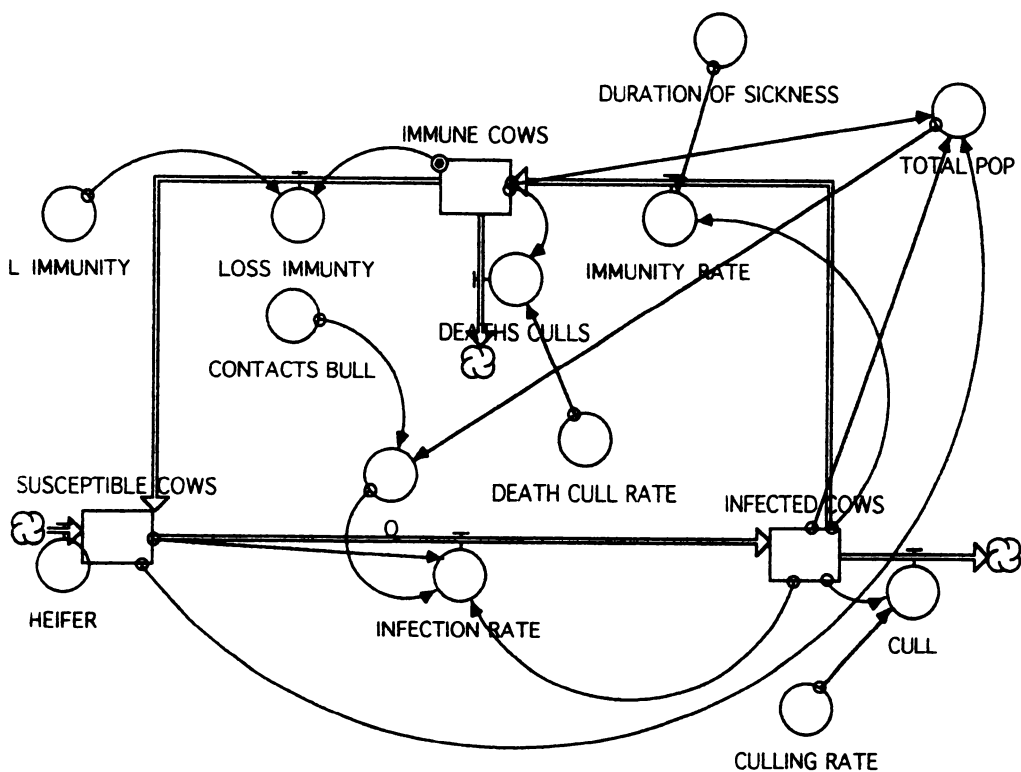 DURATION OF SICKNESS
IMMUNE COWS
TOTAL POP
L IMMUNITY
LOSS IMMUNTY
IMMUNITY RATE
DEATHS CULLS
CONTACTS BULL
SUSCEPTIBLE COWS
DEATH CULL RATE
INFECTED COWS
Q
HEIFER
INFECTION RATE
CULL
CULLING RATE